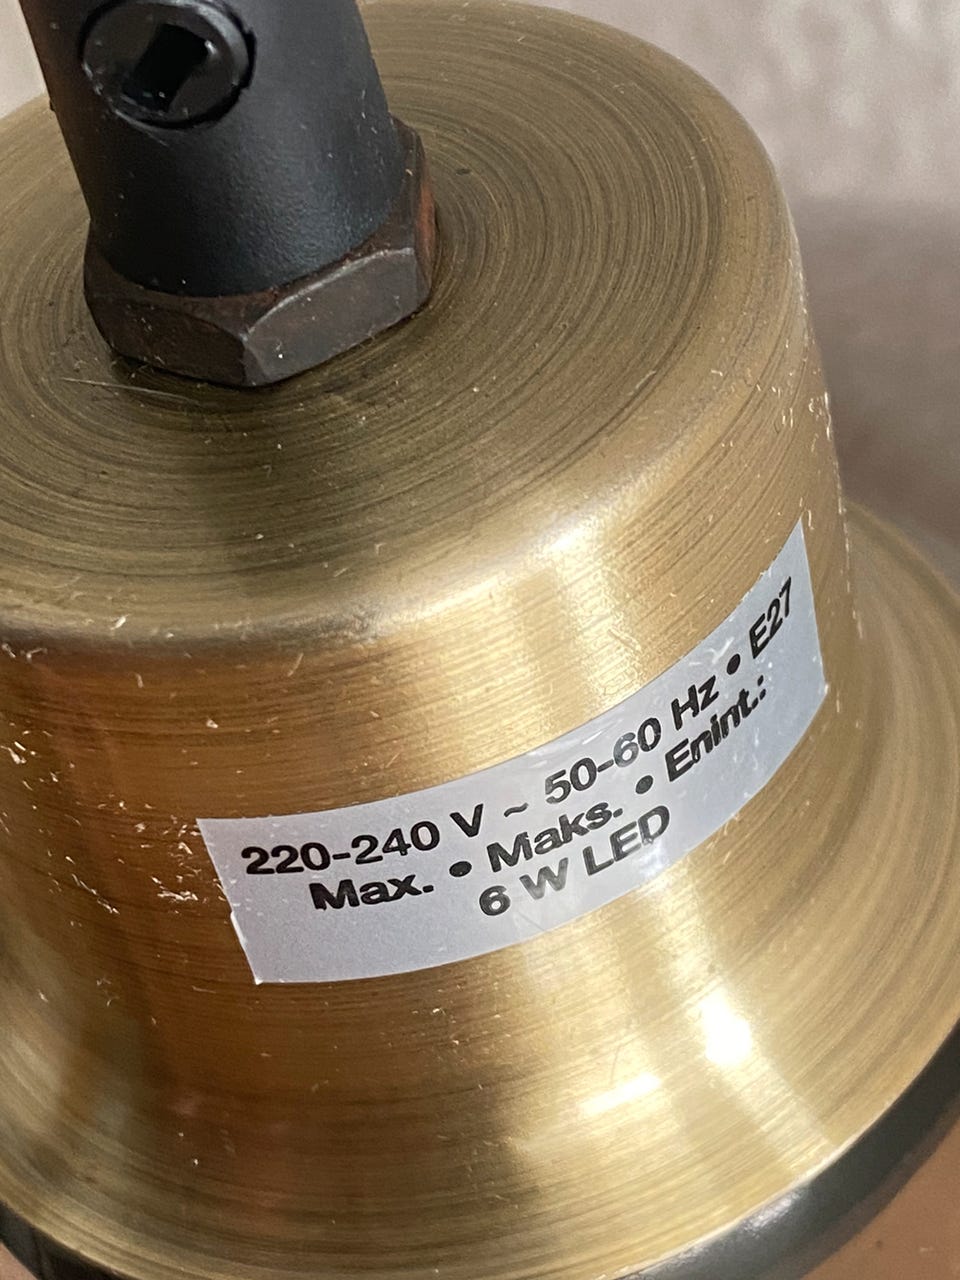 220-240 V ~ 50-60 Hz • E27
Max. • Maks. • Enint.:
6 W LED